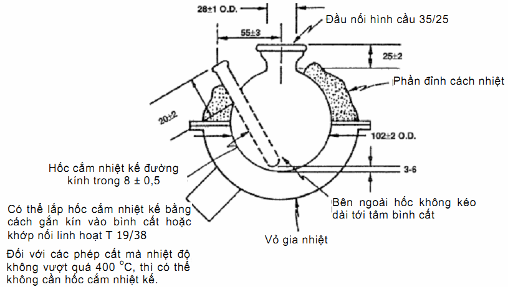 28±1 O.D.
Đầu nối hình cầu 35/25
55±3
25±2
Phần đỉnh cách nhiệt
20±2
102±2 O.D.
Hốc cắm nhiệt kế đường
kính trong 8 ± 0,5
3-6
Bên ngoài hốc không kéo
dài tới tâm bình cất
Có thể lắp hốc cắm nhiệt kế bằng
cách gắn kín vào bình cất hoặc
khớp nối linh hoạt T 19/38
Vỏ gia nhiệt
Đối với các phép cất mà nhiệt độ
không vượt quá 400 °C, thì có thể
không cần hốc cắm nhiệt kế.